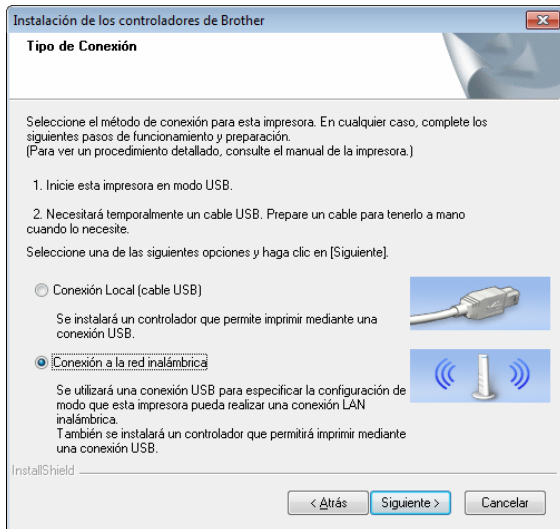 Instalación de los controladores de Brother
Tipo de Conexión
Seleccione el método de conexión para esta impresora. En cualquier caso, complete los
siguientes pasos de funcionamiento y preparación.
(Para ver un procedimiento detallado, consulte el manual de la impresora.)
1. Inicie esta impresora en modo USB.
2. Necesitará temporalmente un cable USB. Prepare un cable para tenerlo a mano
cuando lo necesite.
Seleccione una de las siguientes opciones y haga clic en [Siguiente].
Conexión Local (cable USB)
Se instalará un controlador que permite imprimir mediante una
conexión USB.
Conexión a la red inalámbrica
Se utilizará una conexión USB para especificar la configuración de
modo que esta impresora pueda realizar una conexión LAN
inalámbrica.
También se instalará un controlador que permitirá imprimir mediante
una conexión USB.
InstallShield
< Atrás Siguiente > Cancelar